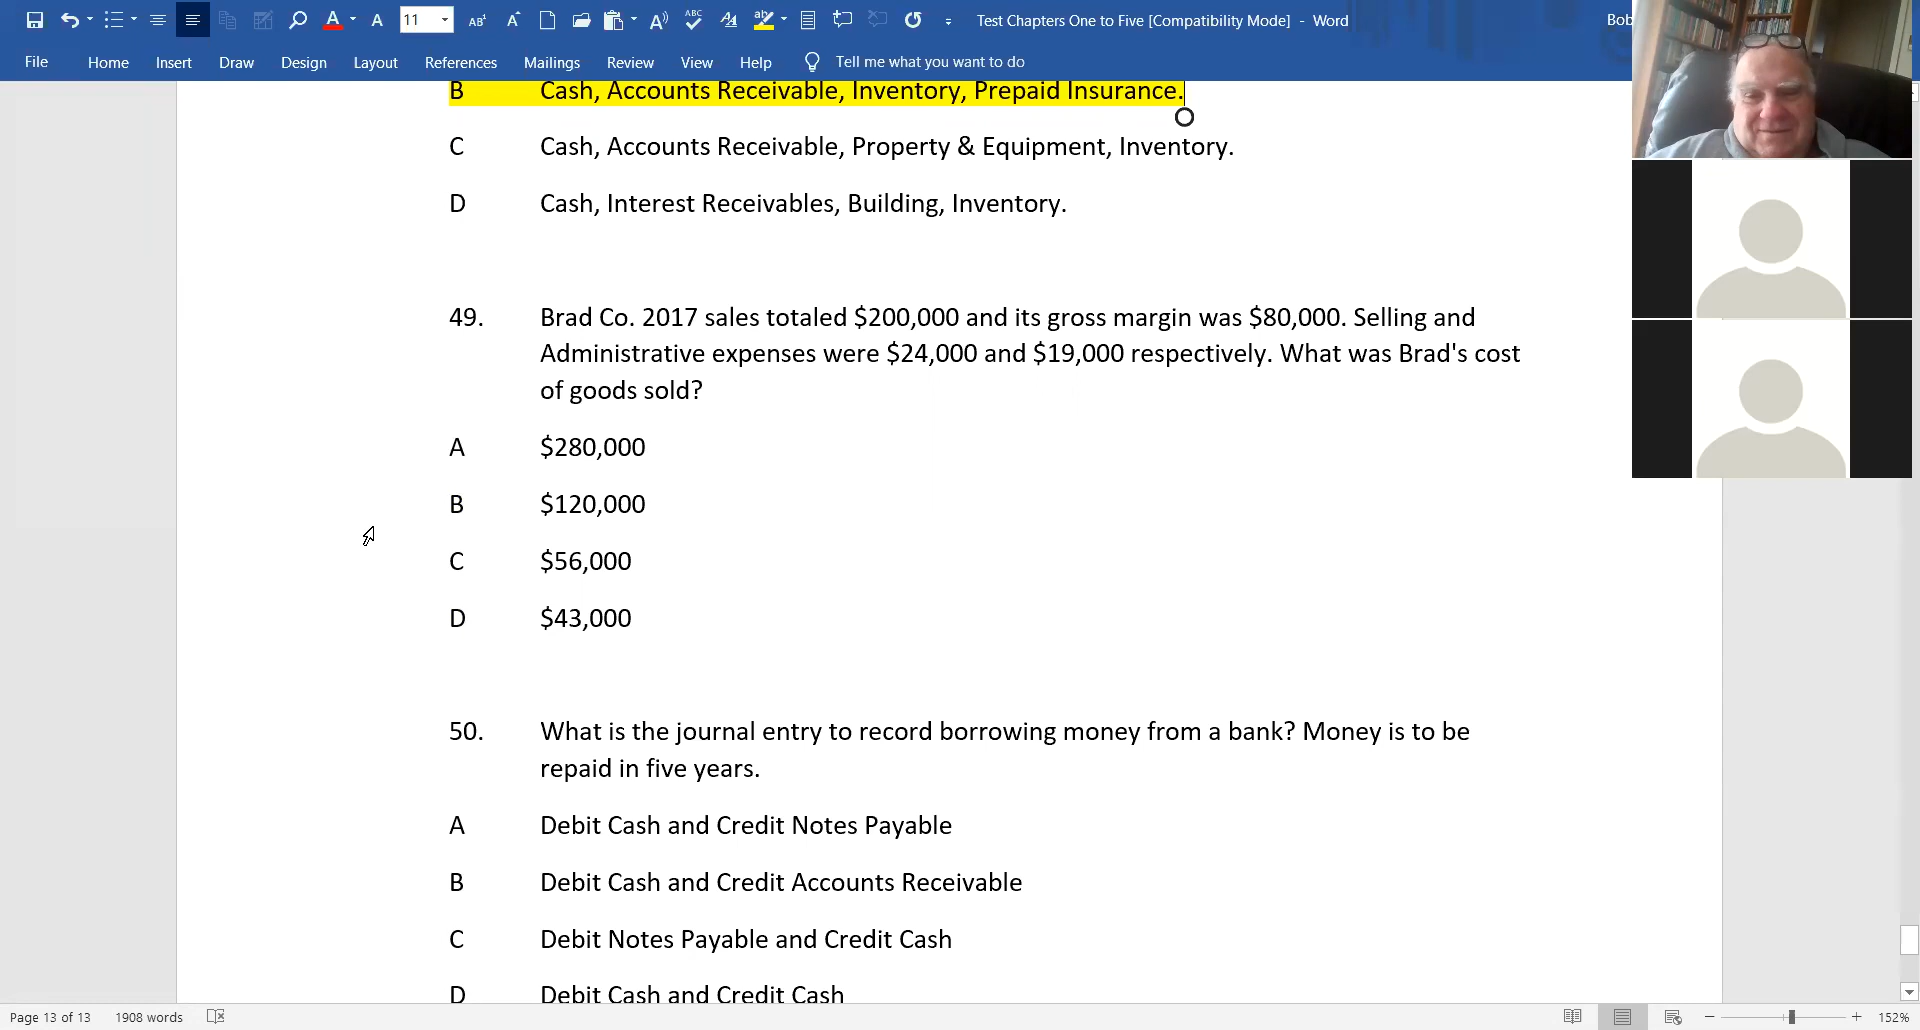 11
Test Chapters One to Five [Compatibility Mode] - Word
Bob
File Home Insert Draw Design Layout References Mailings Review View Help Tell me what you want to do
B Cash, Accounts Receivable, Inventory, Prepaid Insurance.
C Cash, Accounts Receivable, Property & Equipment, Inventory.
D Cash, Interest Receivables, Building, Inventory.
49. Brad Co. 2017 sales totaled $200,000 and its gross margin was $80,000. Selling and
Administrative expenses were $24,000 and $19,000 respectively. What was Brad's cost
of goods sold?
A $280,000
B $120,000
C $56,000
D $43,000
50. What is the journal entry to record borrowing money from a bank? Money is to be
repaid in five years.
A Debit Cash and Credit Notes Payable
B Debit Cash and Credit Accounts Receivable
C Debit Notes Payable and Credit Cash
D Debit Cash and Credit Cash
Page 13 of 13 1908 words 152%